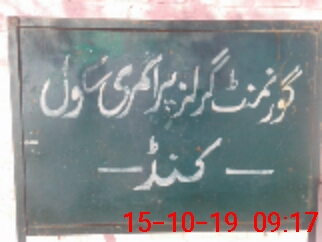 گورنمنٹ گرلز پرائمری سکول
— کنڈ —
15-10-19 09:17